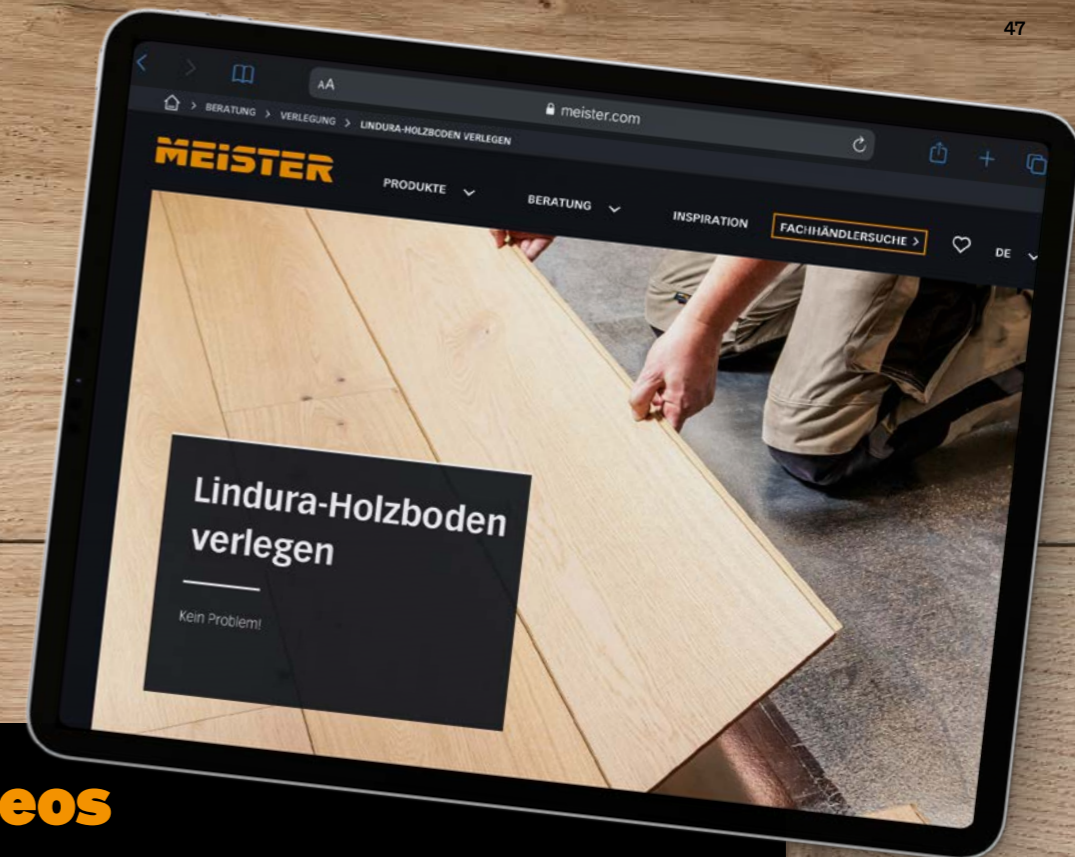 47
AA
meister.com
> BERATUNG > VERLEGUNG > LINDURA-HOLZBODEN VERLEGEN
MEISTER
PRODUKTE
BERATUNG
INSPIRATION
FACHHÄNDLERSUCHE >
DE
Lindura-Holzboden
verlegen
Kein Problem!
eos